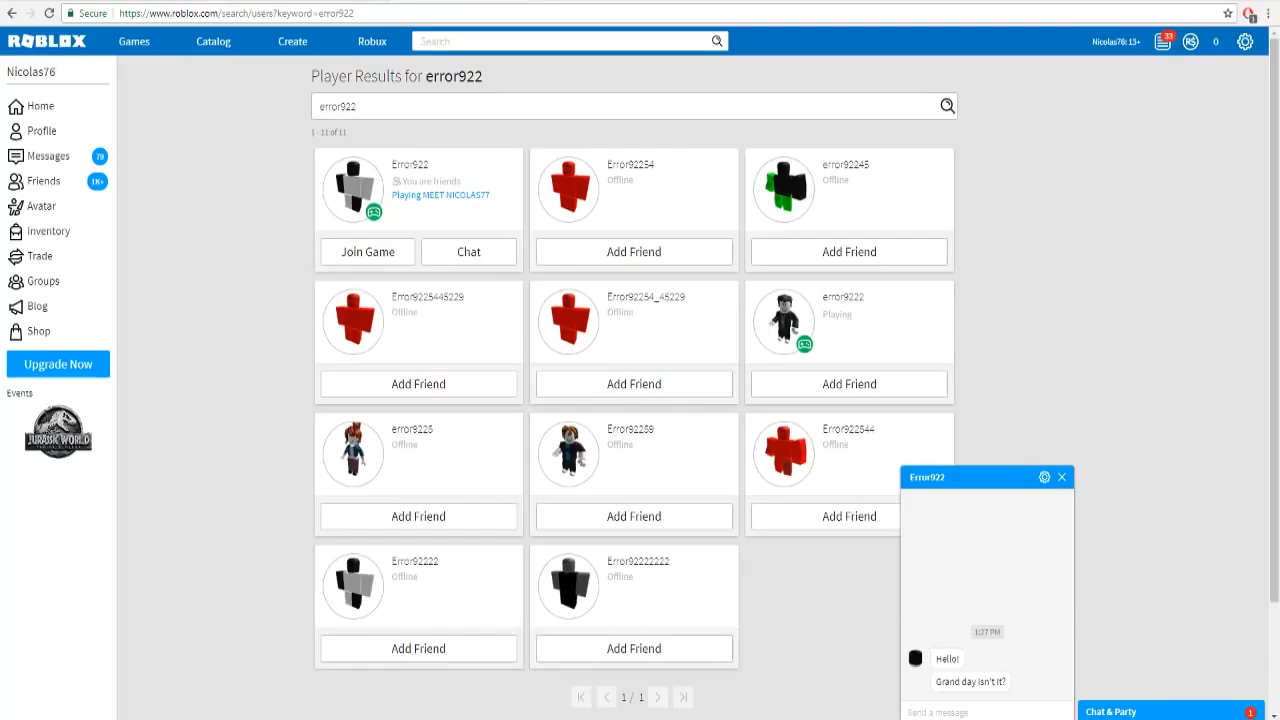 Secure https://www.roblox.com/search/users?keyword=error922
ROBLOX Games Catalog Create Robux Search Nicolas76: 13+ 33 R$ 0
Nicolas76
Home
Profile
Messages 79
Friends 1K+
Avatar
Inventory
Trade
Groups
Blog
Shop
Upgrade Now
Events
JURASSIC WORLD
Player Results for error922
error922
1 - 11 of 11
Error922
You are friends
Playing MEET NICOLAS77
Join Game Chat
Error92254
Offline
Add Friend
error92245
Offline
Add Friend
Error9225445229
Offline
Add Friend
Error92254_45229
Offline
Add Friend
error9222
Playing
Add Friend
error9225
Offline
Add Friend
Error92259
Offline
Add Friend
Error922544
Offline
Add Friend
Error92222
Offline
Add Friend
Error92222222
Offline
Add Friend
1 / 1
Error922
1:27 PM
Hello!
Grand day isn't it?
Send a message
Chat & Party 1